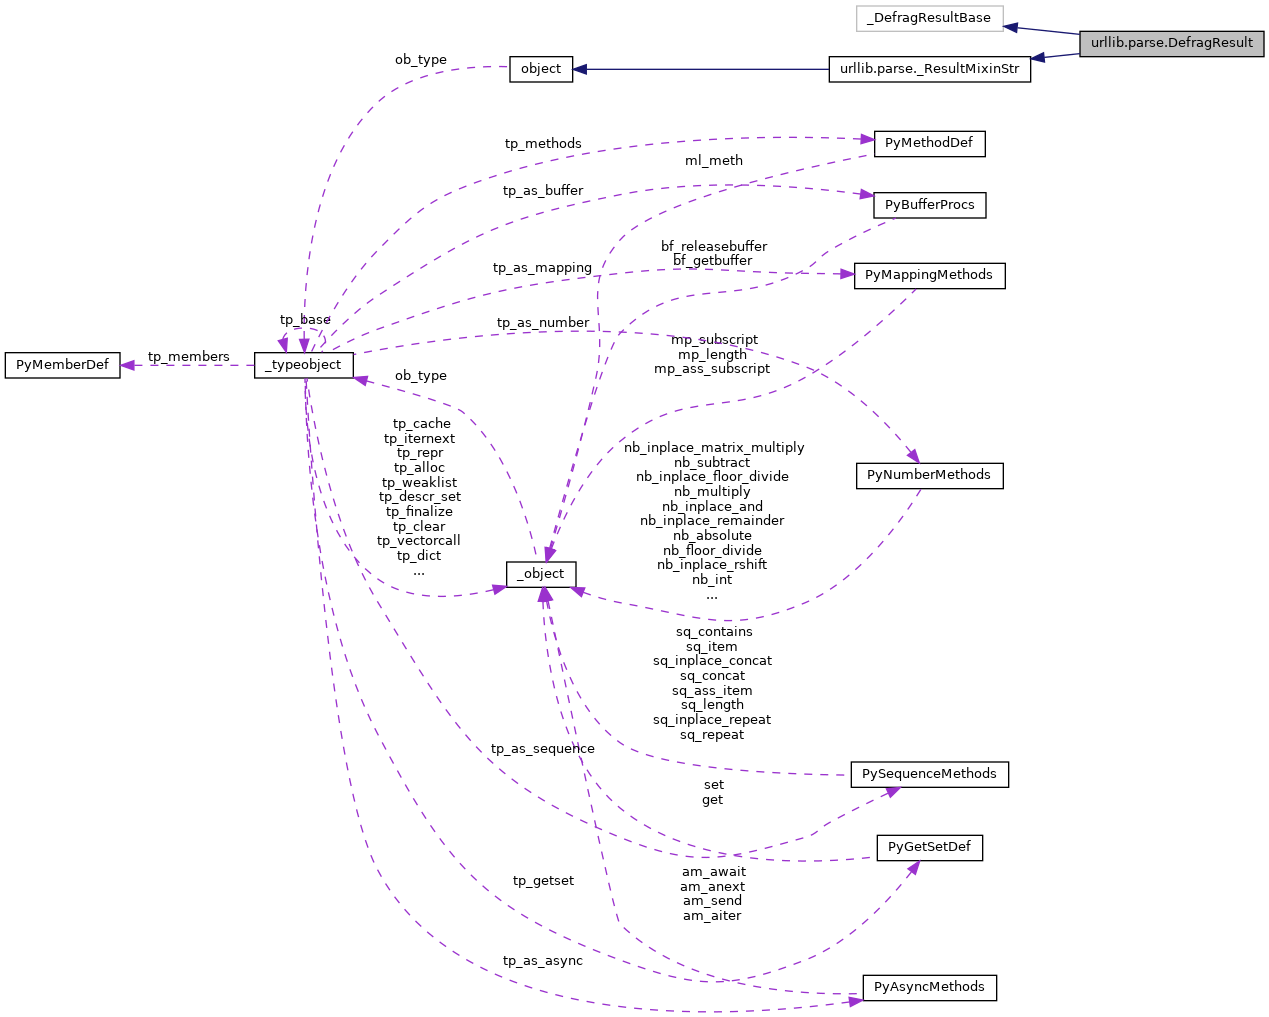 _DefragResultBase
urllib.parse.DefragResult
ob_type
object
urllib.parse._ResultMixinStr
tp_methods
PyMethodDef
ml_meth
tp_as_buffer
PyBufferProcs
bf_releasebuffer
bf_getbuffer
tp_as_mapping
PyMappingMethods
tp_base
tp_as_number
mp_subscript
mp_length
mp_ass_subscript
PyMemberDef
tp_members
_typeobject
ob_type
tp_cache
tp_iternext
tp_repr
tp_alloc
tp_weaklist
tp_descr_set
tp_finalize
tp_clear
tp_vectorcall
tp_dict
...
nb_inplace_matrix_multiply
nb_subtract
nb_inplace_floor_divide
nb_multiply
nb_inplace_and
nb_inplace_remainder
nb_absolute
nb_floor_divide
nb_inplace_rshift
nb_int
...
PyNumberMethods
_object
sq_contains
sq_item
sq_inplace_concat
sq_concat
sq_ass_item
sq_length
sq_inplace_repeat
sq_repeat
tp_as_sequence
PySequenceMethods
set
get
PyGetSetDef
tp_getset
am_await
am_anext
am_send
am_aiter
tp_as_async
PyAsyncMethods